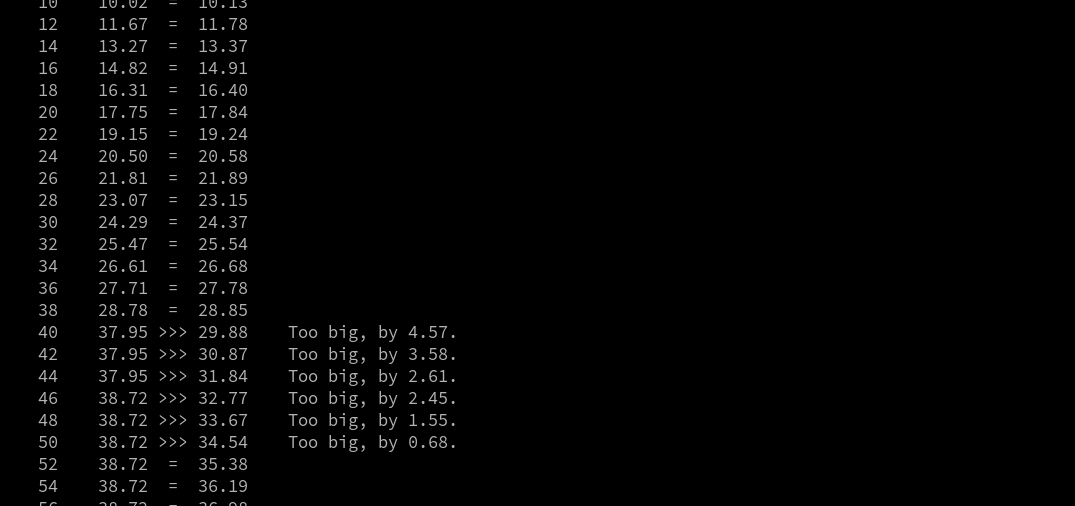 10    10.02  =  10.13
12    11.67  =  11.78
14    13.27  =  13.37
16    14.82  =  14.91
18    16.31  =  16.40
20    17.75  =  17.84
22    19.15  =  19.24
24    20.50  =  20.58
26    21.81  =  21.89
28    23.07  =  23.15
30    24.29  =  24.37
32    25.47  =  25.54
34    26.61  =  26.68
36    27.71  =  27.78
38    28.78  =  28.85
40    37.95 >>> 29.88    Too big, by 4.57.
42    37.95 >>> 30.87    Too big, by 3.58.
44    37.95 >>> 31.84    Too big, by 2.61.
46    38.72 >>> 32.77    Too big, by 2.45.
48    38.72 >>> 33.67    Too big, by 1.55.
50    38.72 >>> 34.54    Too big, by 0.68.
52    38.72  =  35.38
54    38.72  =  36.19
56    38.72  =  36.98